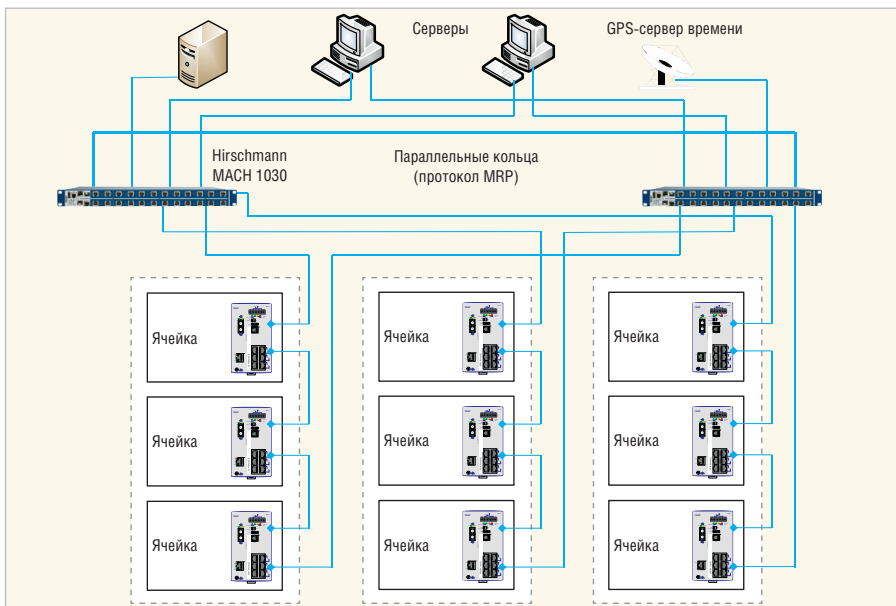 Серверы
GPS-сервер времени
Hirschmann
MACH 1030
Параллельные кольца
(протокол MRP)
Ячейка
Ячейка
Ячейка
Ячейка
Ячейка
Ячейка
Ячейка
Ячейка
Ячейка